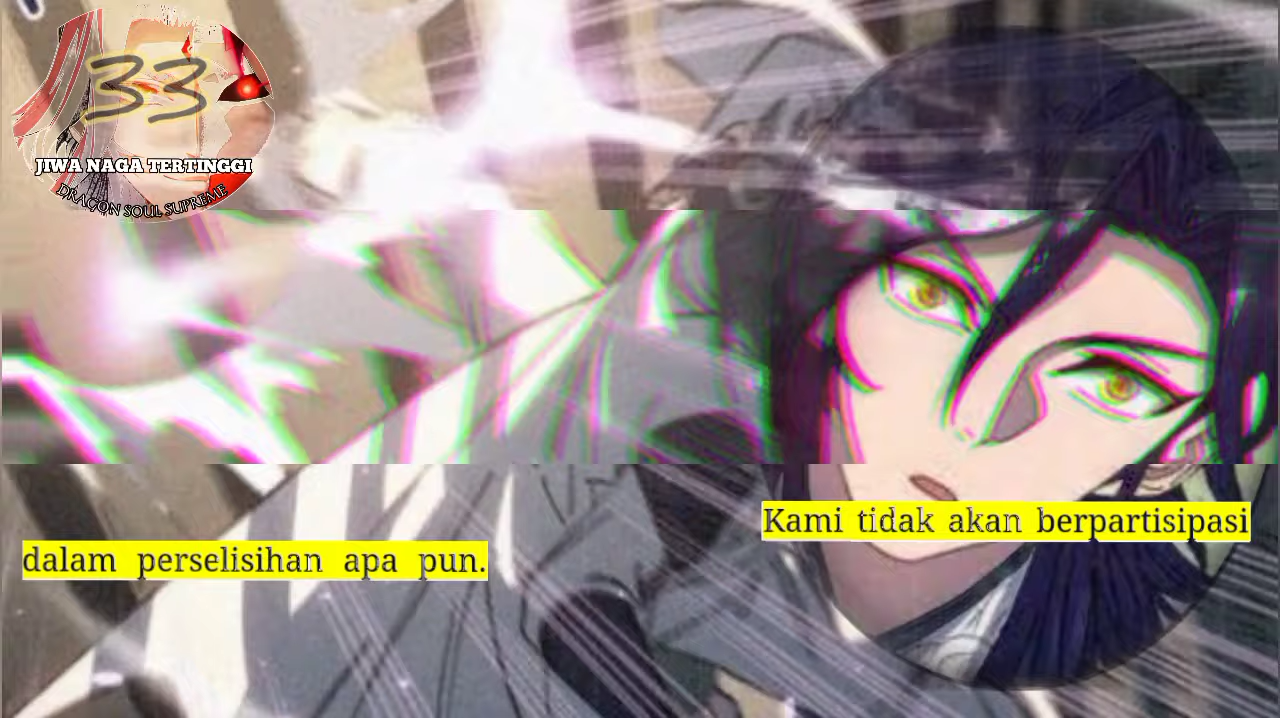 33
JIWA NAGA TERTINGGI
DRAGON SOUL SUPREME
Kami tidak akan berpartisipasi
dalam perselisihan apa pun.